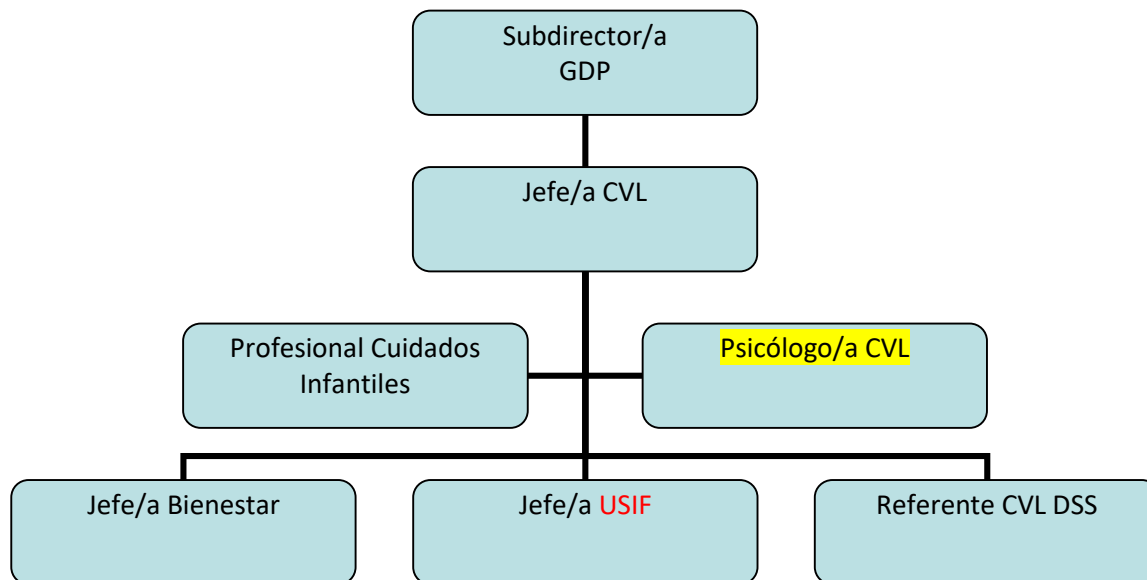 Subdirector/a
GDP
Jefe/a CVL
Profesional Cuidados
Infantiles
Psicólogo/a CVL
Jefe/a Bienestar
Jefe/a USIF
Referente CVL DSS